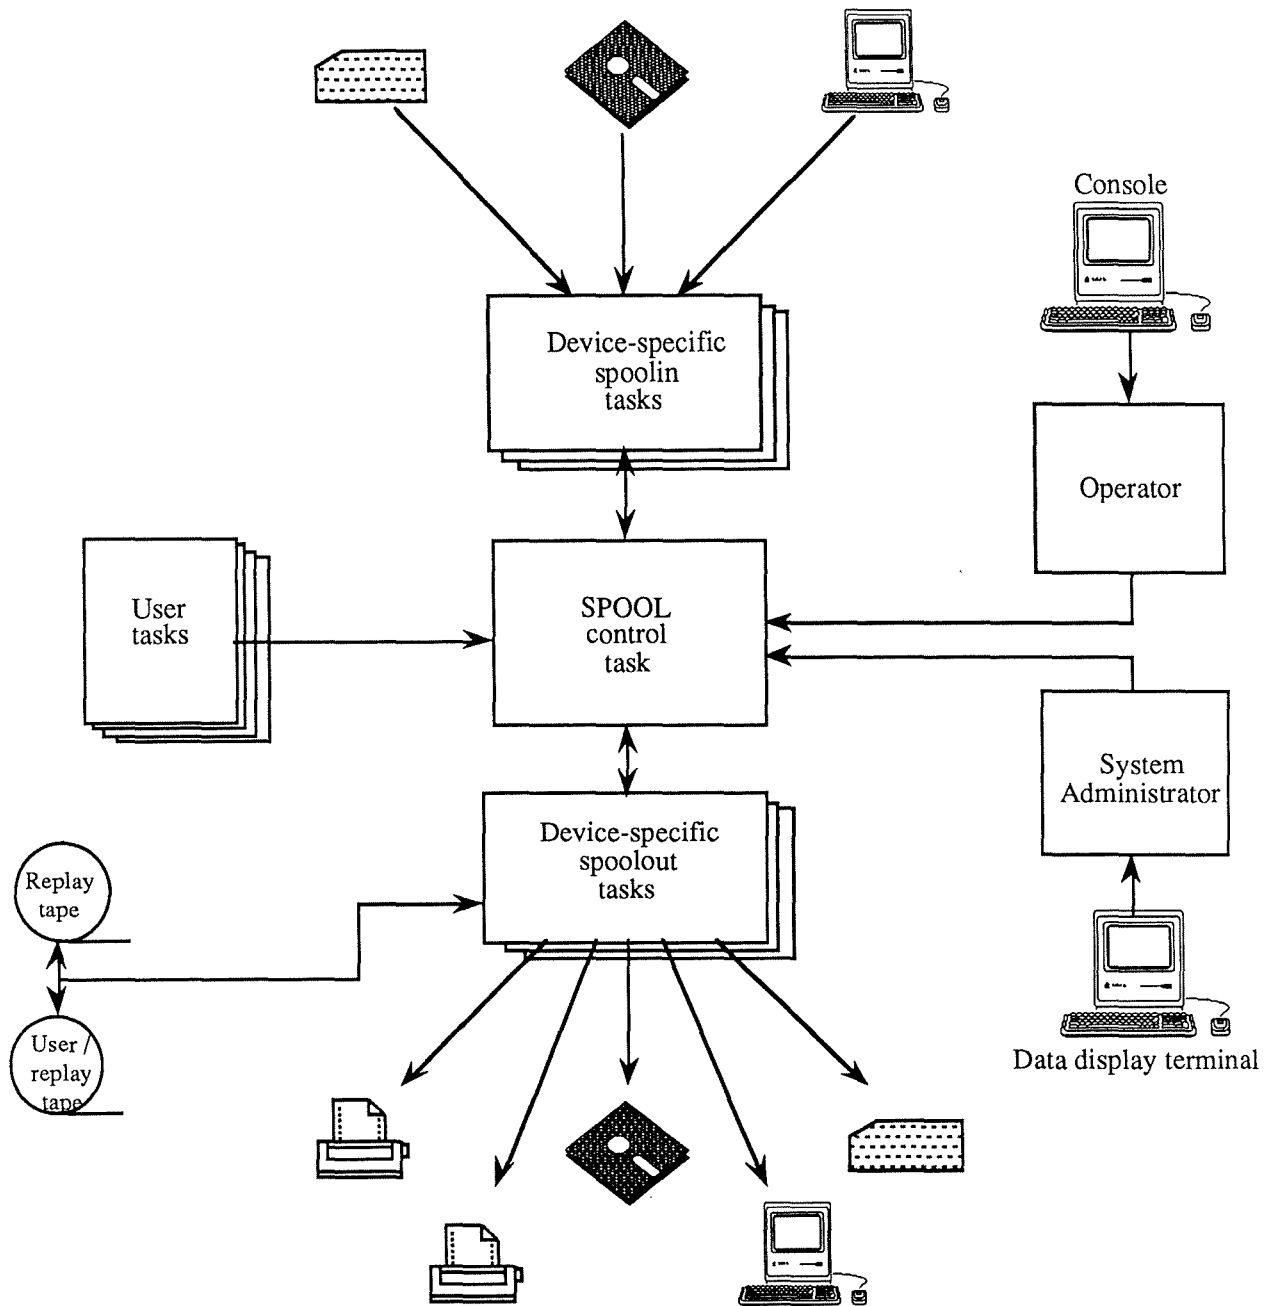 Console
Device-specific
spoolin
tasks
Operator
User
tasks
SPOOL
control
task
System
Administrator
Device-specific
spoolout
tasks
Replay
tape
User /
replay
tape
Data display terminal